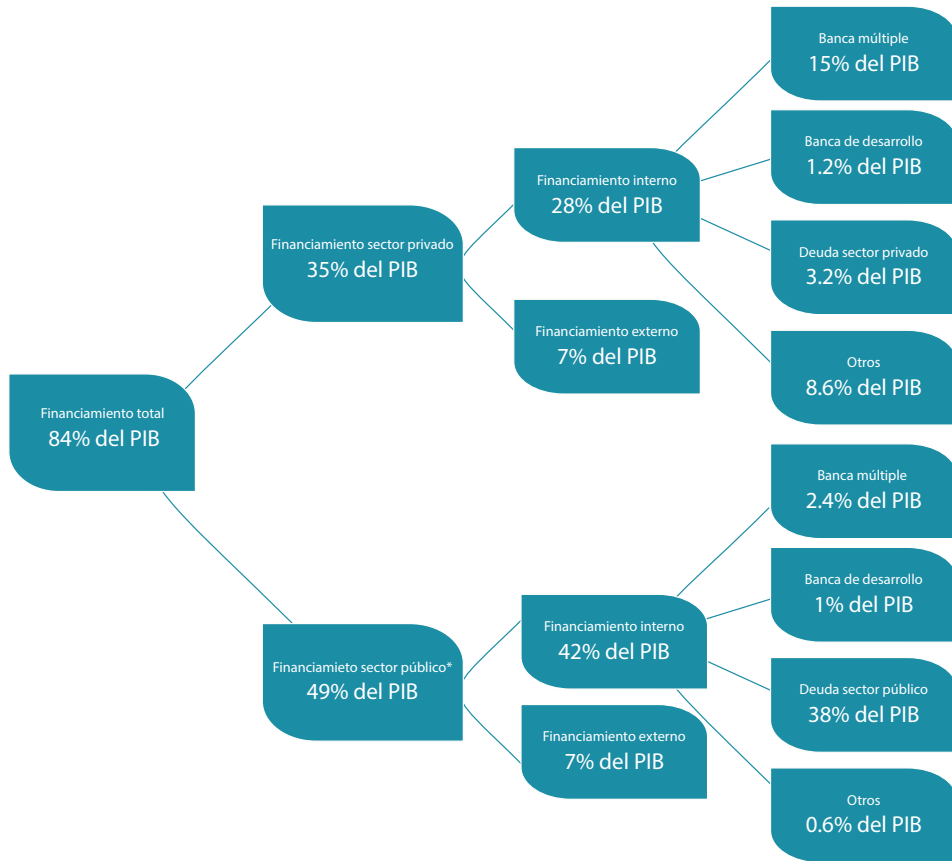 Financiamiento total
84% del PIB
Financiamiento sector privado
35% del PIB
Financiamiento interno
28% del PIB
Banca múltiple
15% del PIB
Banca de desarrollo
1.2% del PIB
Deuda sector privado
3.2% del PIB
Otros
8.6% del PIB
Financiamiento externo
7% del PIB
Financiamieto sector público*
49% del PIB
Financiamiento interno
42% del PIB
Banca múltiple
2.4% del PIB
Banca de desarrollo
1% del PIB
Deuda sector público
38% del PIB
Otros
0.6% del PIB
Financiamiento externo
7% del PIB